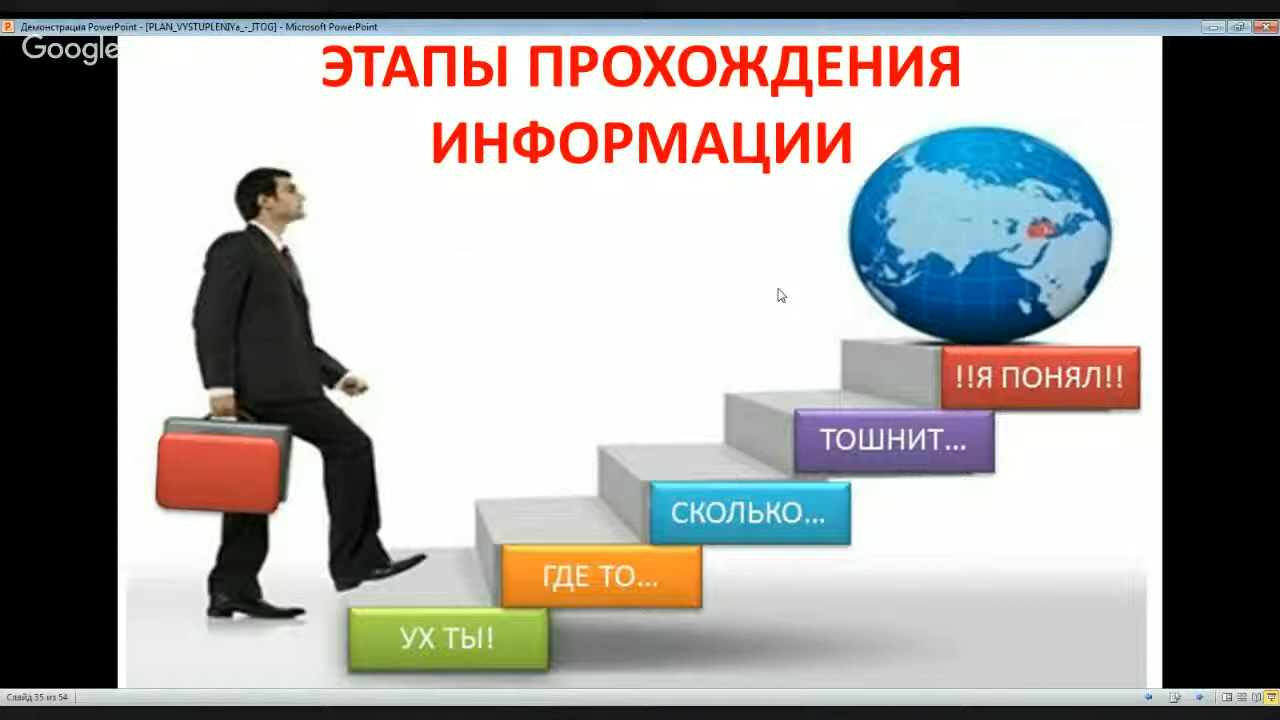 Демонстрация PowerPoint - [PLAN_VYSTUPLENIYa_-_ITOG] - Microsoft PowerPoint
Google
ЭТАПЫ ПРОХОЖДЕНИЯ
ИНФОРМАЦИИ
!!Я ПОНЯЛ!!
ТОШНИТ...
СКОЛЬКО...
ГДЕ ТО...
УХ ТЫ!
Слайд 35 из 54